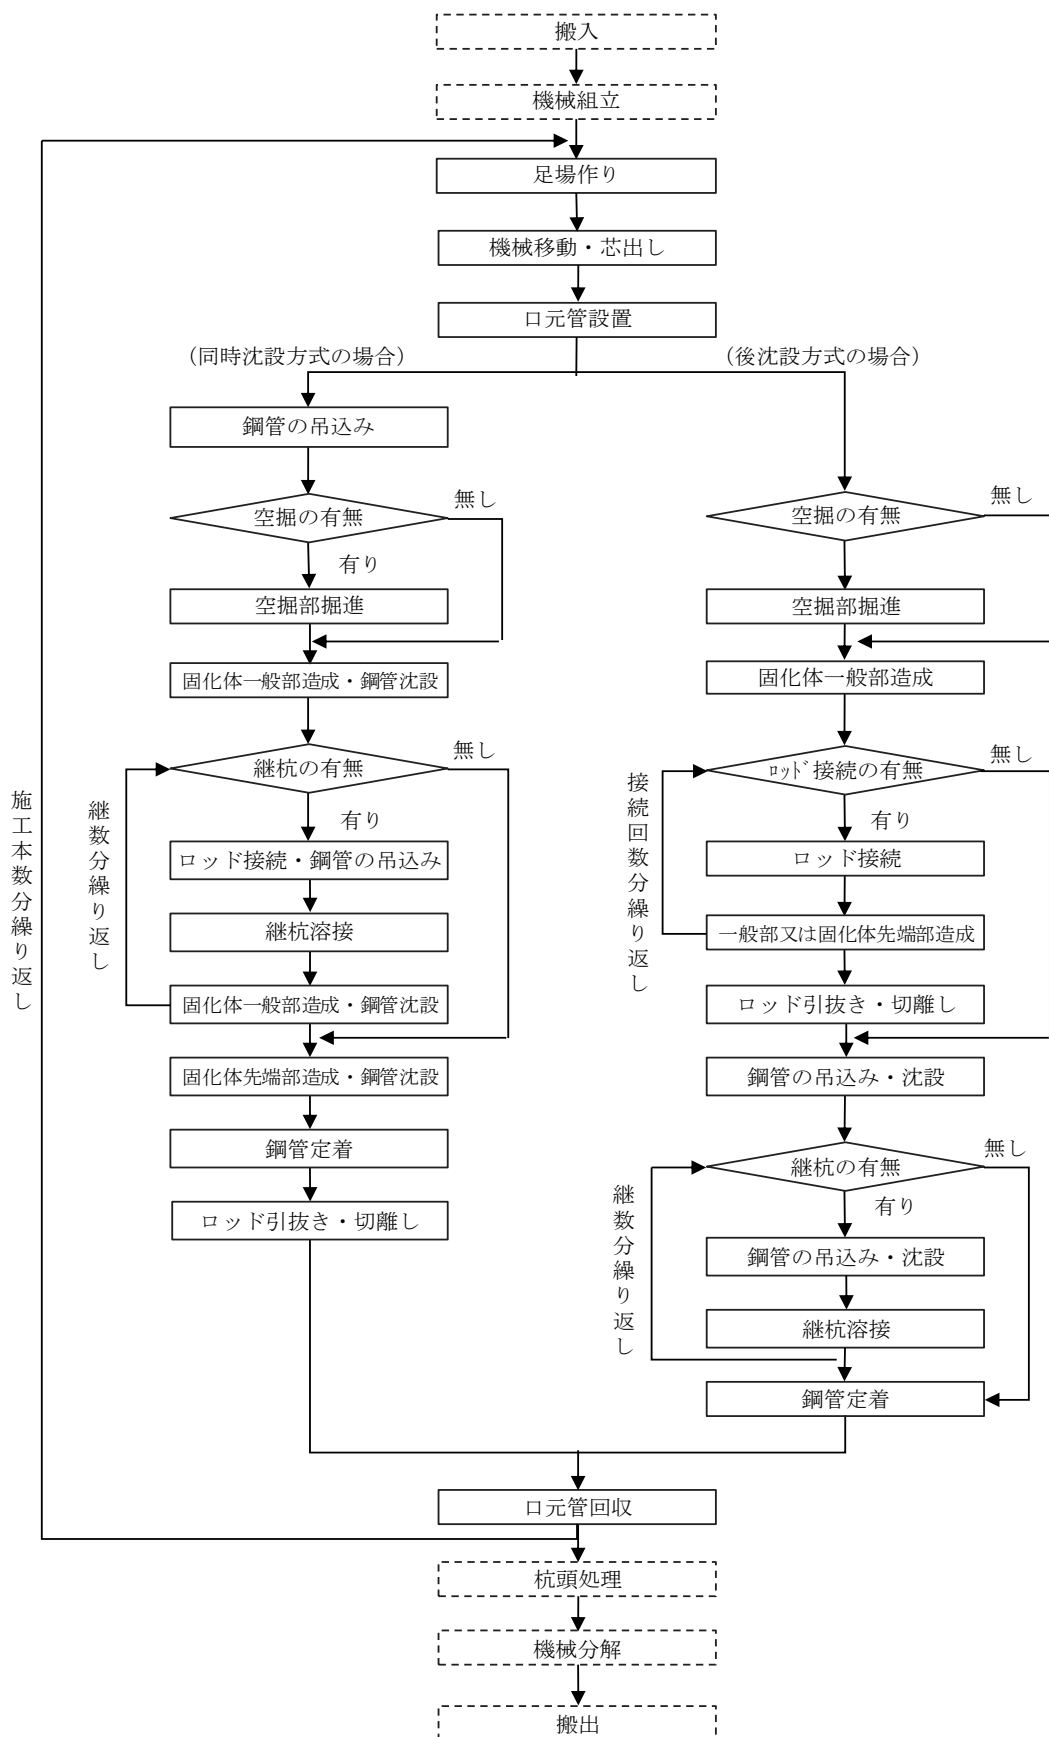 搬入
機械組立
足場作り
機械移動・芯出し
口元管設置
（同時沈設方式の場合）
（後沈設方式の場合）
鋼管の吊込み
空掘の有無
無し
有り
空掘部掘進
固化体一般部造成・鋼管沈設
継杭の有無
無し
有り
ロッド接続・鋼管の吊込み
継杭溶接
固化体一般部造成・鋼管沈設
固化体先端部造成・鋼管沈設
鋼管定着
ロッド引抜き・切離し
継数分繰り返し
施工本数分繰り返し
空掘の有無
無し
空掘部掘進
固化体一般部造成
ﾛｯﾄﾞ接続の有無
無し
有り
ロッド接続
一般部又は固化体先端部造成
接続回数分繰り返し
ロッド引抜き・切離し
鋼管の吊込み・沈設
継杭の有無
無し
有り
鋼管の吊込み・沈設
継杭溶接
継数分繰り返し
鋼管定着
口元管回収
杭頭処理
機械分解
搬出